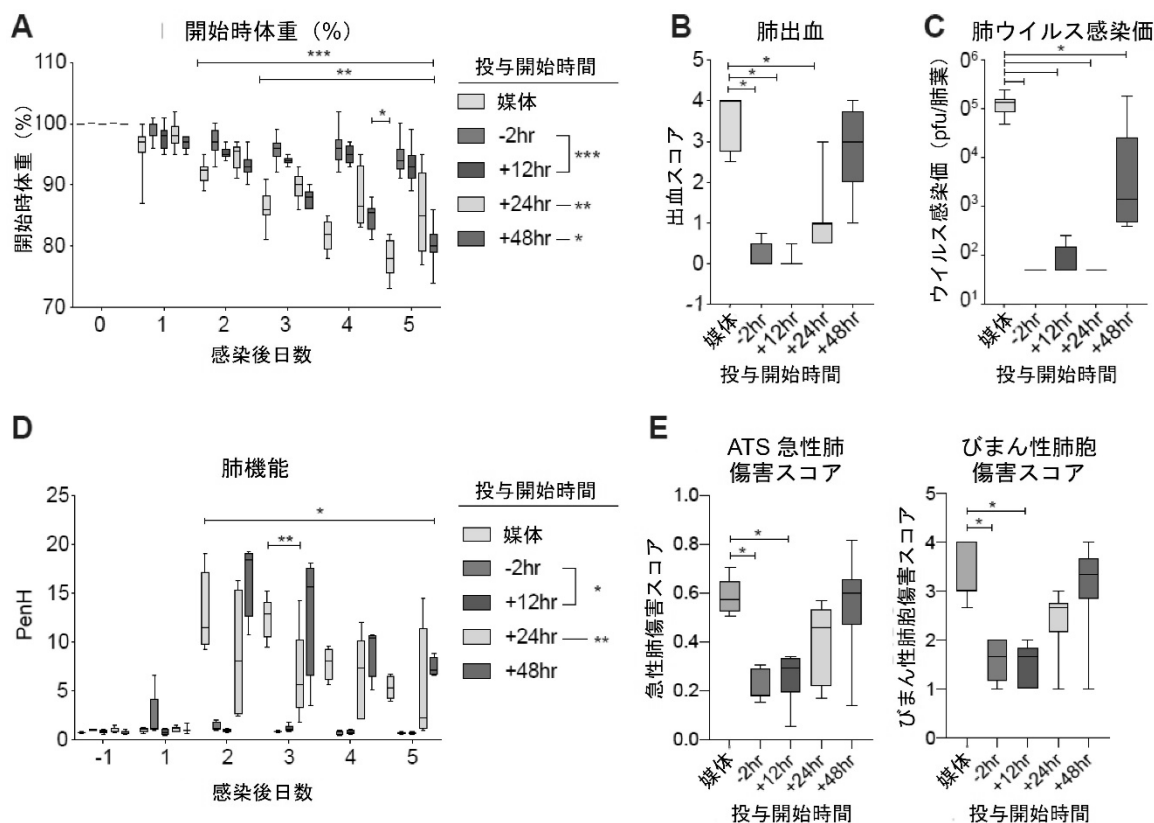 A
開始時体重（%）
***
**
*
開始時体重（%）
110
100
90
80
70
0
1
2
3
4
5
感染後日数
投与開始時間
媒体
-2hr
+12hr
***
+24hr
**
+48hr
*
B
肺出血
*
*
*
出血スコア
5
4
3
2
1
0
-1
媒体
-2hr
+12hr
+24hr
+48hr
投与開始時間
C
肺ウイルス感染価
*
*
*
*
ウイルス感染価（pfu/肺葉）
0⁶
0⁵
0⁴
0³
0²
0¹
媒体
-2hr
+12hr
+24hr
+48hr
投与開始時間
D
肺機能
*
**
PenH
25
20
15
10
5
0
-1
1
2
3
4
5
感染後日数
投与開始時間
媒体
-2hr
+12hr
*
+24hr
**
+48hr
E
ATS 急性肺
傷害スコア
*
*
急性肺傷害スコア
1.0
0.8
0.6
0.4
0.2
0.0
媒体
-2hr
+12hr
+24hr
+48hr
投与開始時間
びまん性肺胞
傷害スコア
*
*
びまん性肺胞傷害スコア
5
4
3
2
1
0
媒体
-2hr
+12hr
+24hr
+48hr
投与開始時間